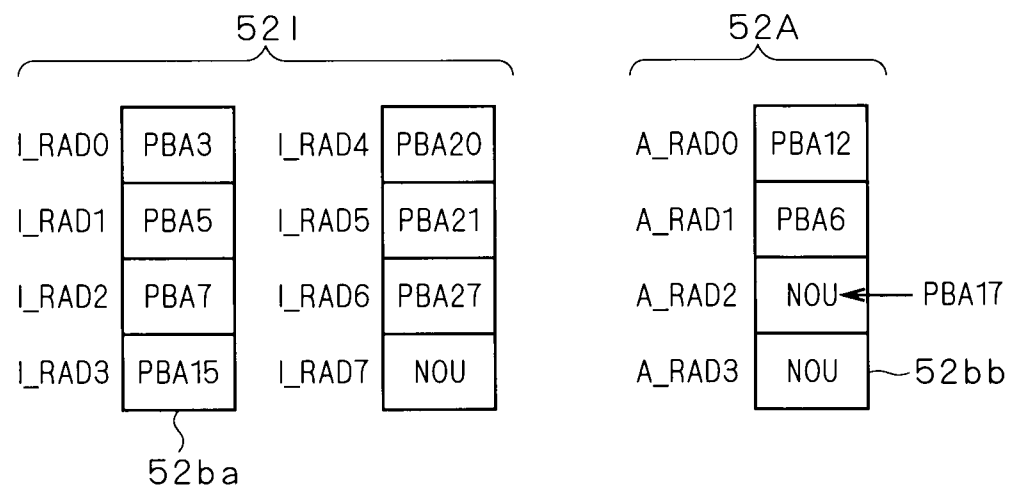 52I 52A
I_RAD0 PBA3 I_RAD4 PBA20 A_RAD0 PBA12
I_RAD1 PBA5 I_RAD5 PBA21 A_RAD1 PBA6
I_RAD2 PBA7 I_RAD6 PBA27 A_RAD2 NOU PBA17
I_RAD3 PBA15 I_RAD7 NOU A_RAD3 NOU 52bb
52ba